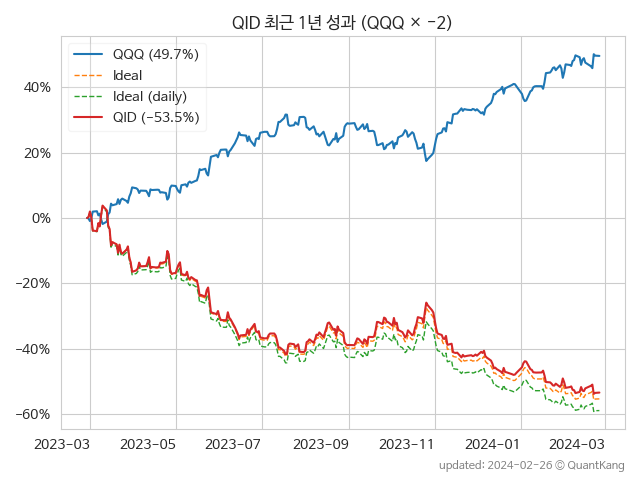 QID 최근 1년 성과 (QQQ × −2)
QQQ (49.7%)
Ideal
Ideal (daily)
QID (−53.5%)
40%
20%
0%
−20%
−40%
−60%
2023−03 2023−05 2023−07 2023−09 2023−11 2024−01 2024−03
updated: 2024−02−26 © QuantKang